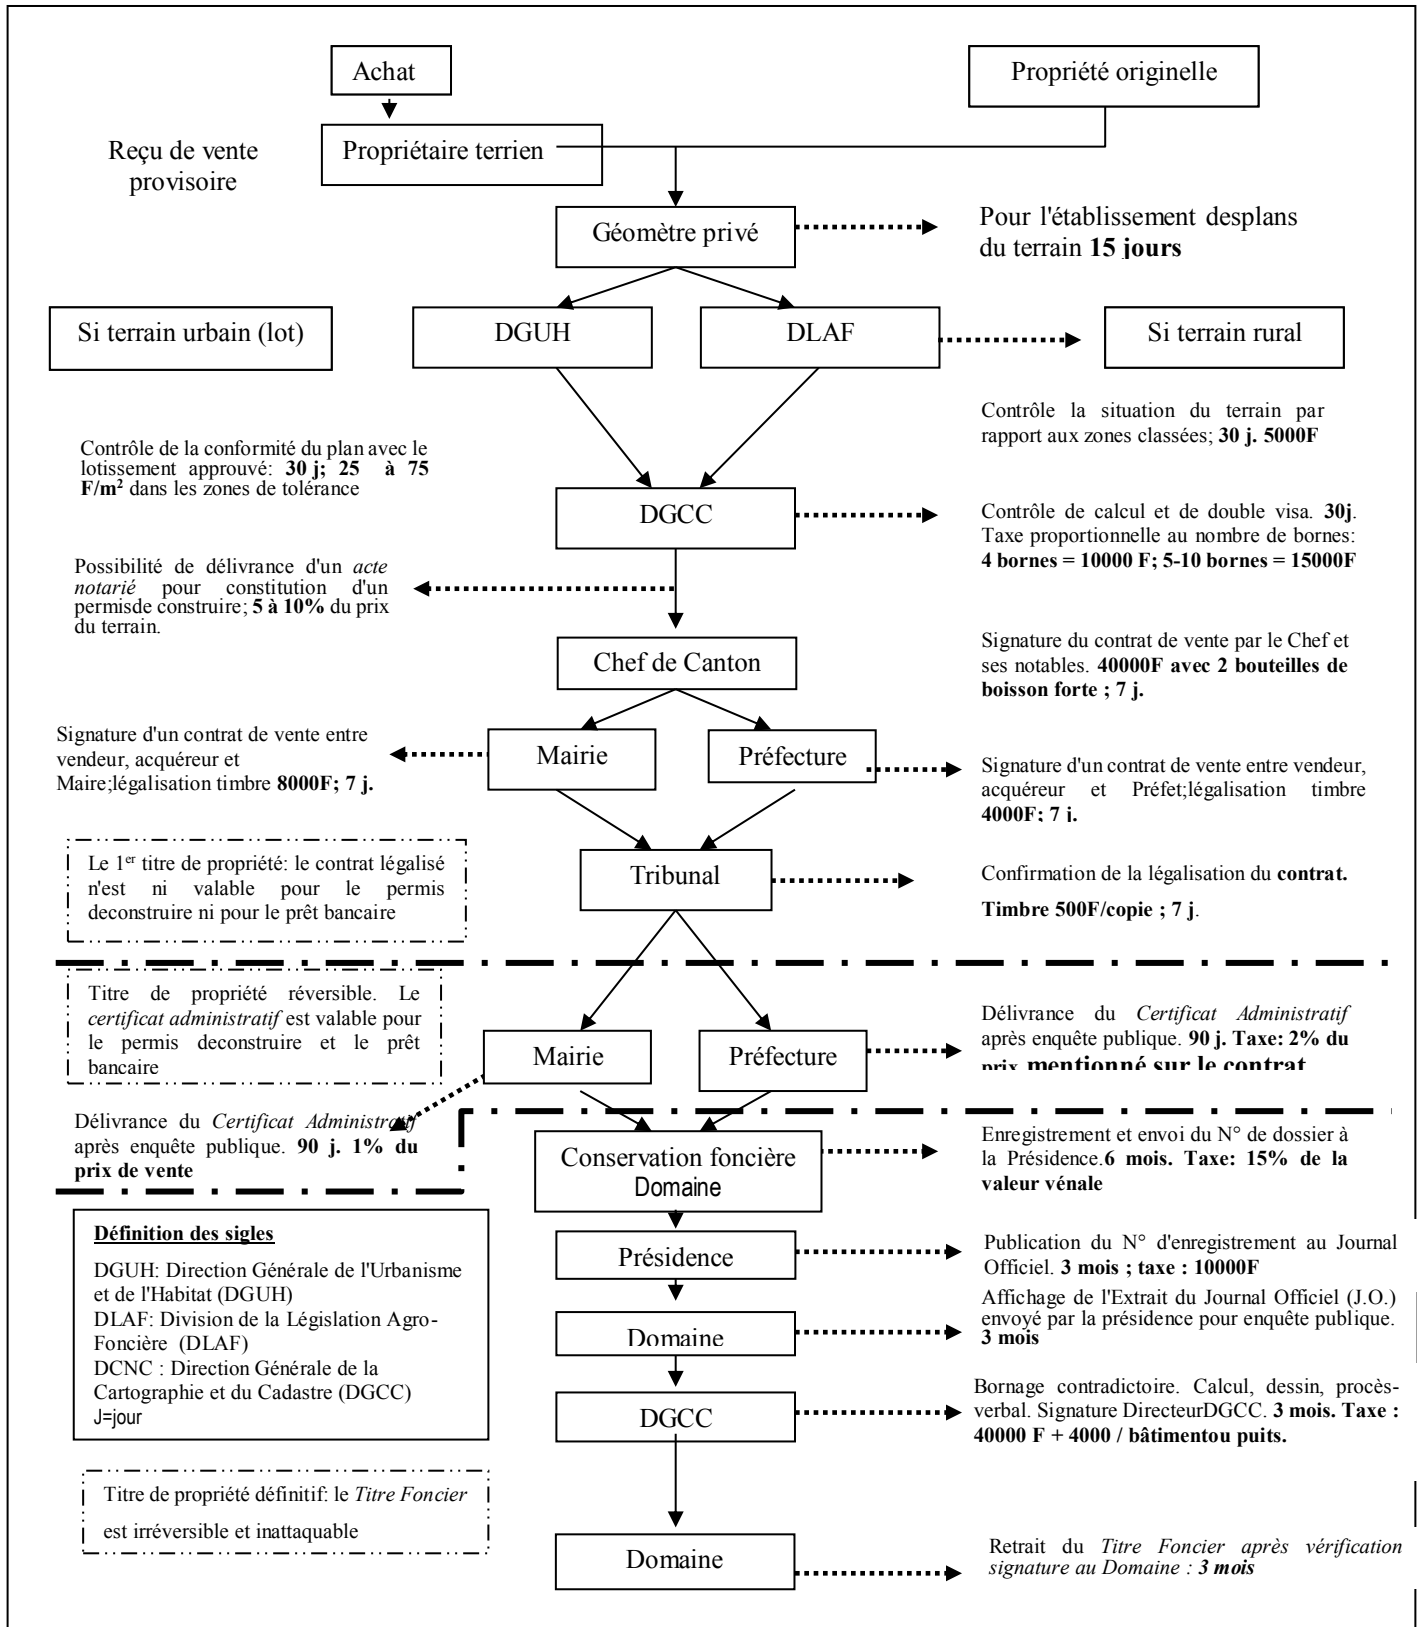 Achat
Propriété originelle
Reçu de vente
provisoire
Propriétaire terrien
Géomètre privé
Pour l'établissement desplans
du terrain 15 jours
Si terrain urbain (lot)
DGUH
DLAF
Si terrain rural
Contrôle de la conformité du plan avec le
lotissement approuvé: 30 j; 25 à 75
F/m² dans les zones de tolérance
Contrôle la situation du terrain par
rapport aux zones classées; 30 j. 5000F
DGCC
Contrôle de calcul et de double visa. 30j.
Taxe proportionnelle au nombre de bornes:
4 bornes = 10000 F; 5-10 bornes = 15000F
Possibilité de délivrance d'un acte
notarié pour constitution d'un
permisde construire; 5 à 10% du prix
du terrain.
Chef de Canton
Signature du contrat de vente par le Chef et
ses notables. 40000F avec 2 bouteilles de
boisson forte ; 7 j.
Signature d'un contrat de vente entre
vendeur, acquéreur et
Maire;légalisation timbre 8000F; 7 j.
Mairie
Préfecture
Signature d'un contrat de vente entre vendeur,
acquéreur et Préfet;légalisation timbre
4000F; 7 j.
Le 1er titre de propriété: le contrat légalisé
n'est ni valable pour le permis
deconstruire ni pour le prêt bancaire
Tribunal
Confirmation de la légalisation du contrat.
Timbre 500F/copie ; 7 j.
Titre de propriété réversible. Le
certificat administratif est valable pour
le permis deconstruire et le prêt
bancaire
Mairie
Préfecture
Délivrance du Certificat Administratif
après enquête publique. 90 j. Taxe: 2% du
prix mentionné sur le contrat
Délivrance du Certificat Administratif
après enquête publique. 90 j. 1% du
prix de vente
Conservation foncière
Domaine
Enregistrement et envoi du N° de dossier à
la Présidence.6 mois. Taxe: 15% de la
valeur vénale
Définition des sigles
DGUH: Direction Générale de l'Urbanisme
et de l'Habitat (DGUH)
DLAF: Division de la Législation Agro-
Foncière (DLAF)
DCNC : Direction Générale de la
Cartographie et du Cadastre (DGCC)
J=jour
Présidence
Publication du N° d'enregistrement au Journal
Officiel. 3 mois ; taxe : 10000F
Domaine
Affichage de l'Extrait du Journal Officiel (J.O.)
envoyé par la présidence pour enquête publique.
3 mois
DGCC
Bornage contradictoire. Calcul, dessin, procès-
verbal. Signature DirecteurDGCC. 3 mois. Taxe :
40000 F + 4000 / bâtimentou puits.
Titre de propriété définitif: le Titre Foncier
est irréversible et inattaquable
Domaine
Retrait du Titre Foncier après vérification
signature au Domaine : 3 mois